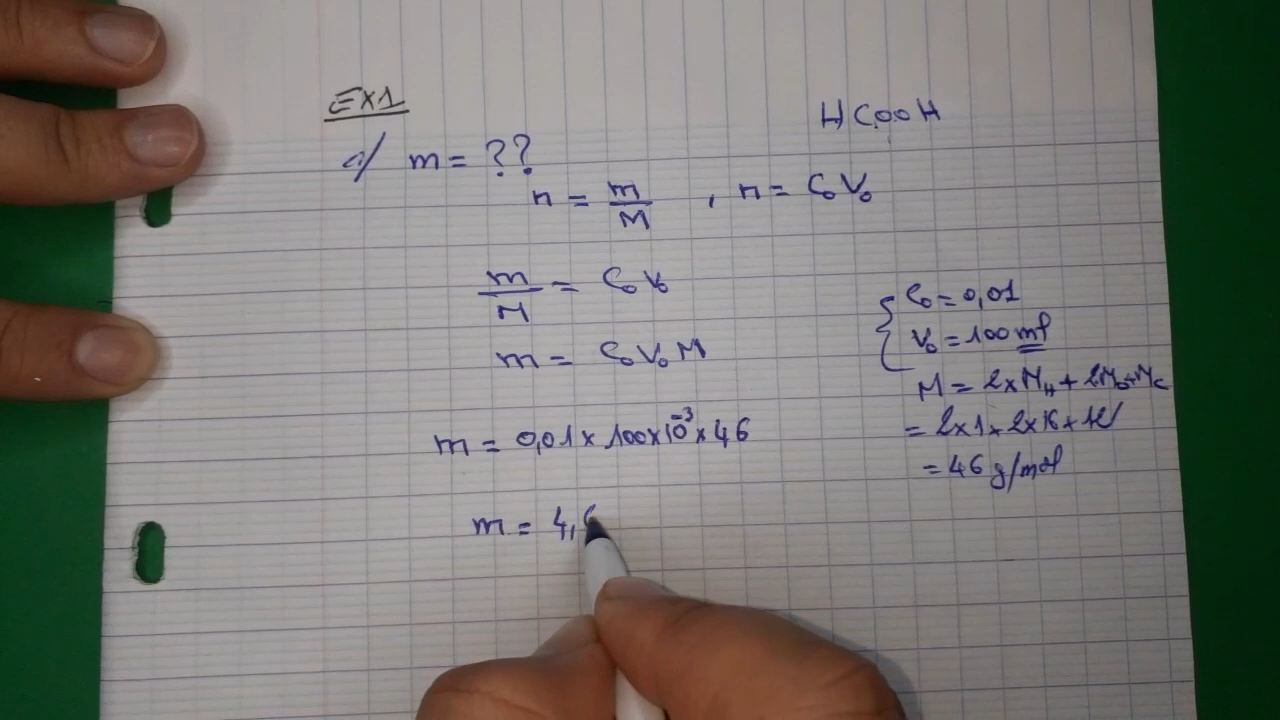 Ex1
HCOOH
a/ m = ??
n = m/M , n = C₀V₀
m/M = C₀V₀
m = C₀V₀M
{ C₀ = 0,01
V₀ = 100 ml
M = 2×M_H + 2M_O + M_C
= 2×1 + 2×16 + 12
= 46 g/mol
m = 0,01 × 100×10⁻³ × 46
m = 4,6